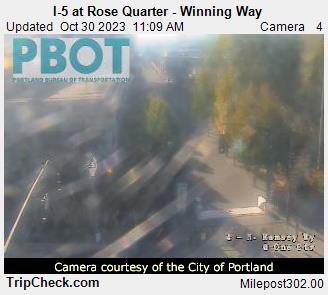 I-5 at Rose Quarter - Winning Way
Updated Oct 30 2023 11:09 AM Camera 4
PBOT
PORTLAND BUREAU OF TRANSPORTATION
Camera courtesy of the City of Portland
TripCheck.com Milepost302.00